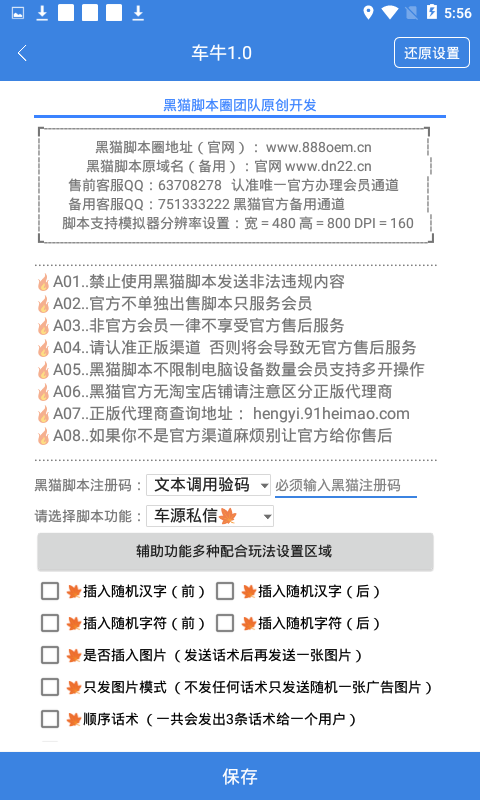 5:56
车牛1.0
还原设置
黑猫脚本圈团队原创开发
黑猫脚本圈地址（官网）：www.888oem.cn
黑猫脚本原域名（备用）：官网 www.dn22.cn
售前客服QQ：63708278 认准唯一官方办理会员通道
备用客服QQ：751333222 黑猫官方备用通道
脚本支持模拟器分辨率设置：宽＝480 高＝800 DPI＝160
A01..禁止使用黑猫脚本发送非法违规内容
A02..官方不单独出售脚本只服务会员
A03..非官方会员一律不享受官方售后服务
A04..请认准正版渠道 否则将会导致无官方售后服务
A05..黑猫脚本不限制电脑设备数量会员支持多开操作
A06..黑猫官方无淘宝店铺请注意区分正版代理商
A07..正版代理商查询地址：hengyi.91heimao.com
A08..如果你不是官方渠道麻烦别让官方给你售后
黑猫脚本注册码：文本调用验码 必须输入黑猫注册码
请选择脚本功能：车源私信🍁
辅助功能多种配合玩法设置区域
🍁插入随机汉字（前） 🍁插入随机汉字（后）
🍁插入随机字符（前） 🍁插入随机字符（后）
🍁是否插入图片（发送话术后再发送一张图片）
🍁只发图片模式（不发任何话术只发送随机一张广告图片）
🍁顺序话术（一共会发出3条话术给一个用户）
保存